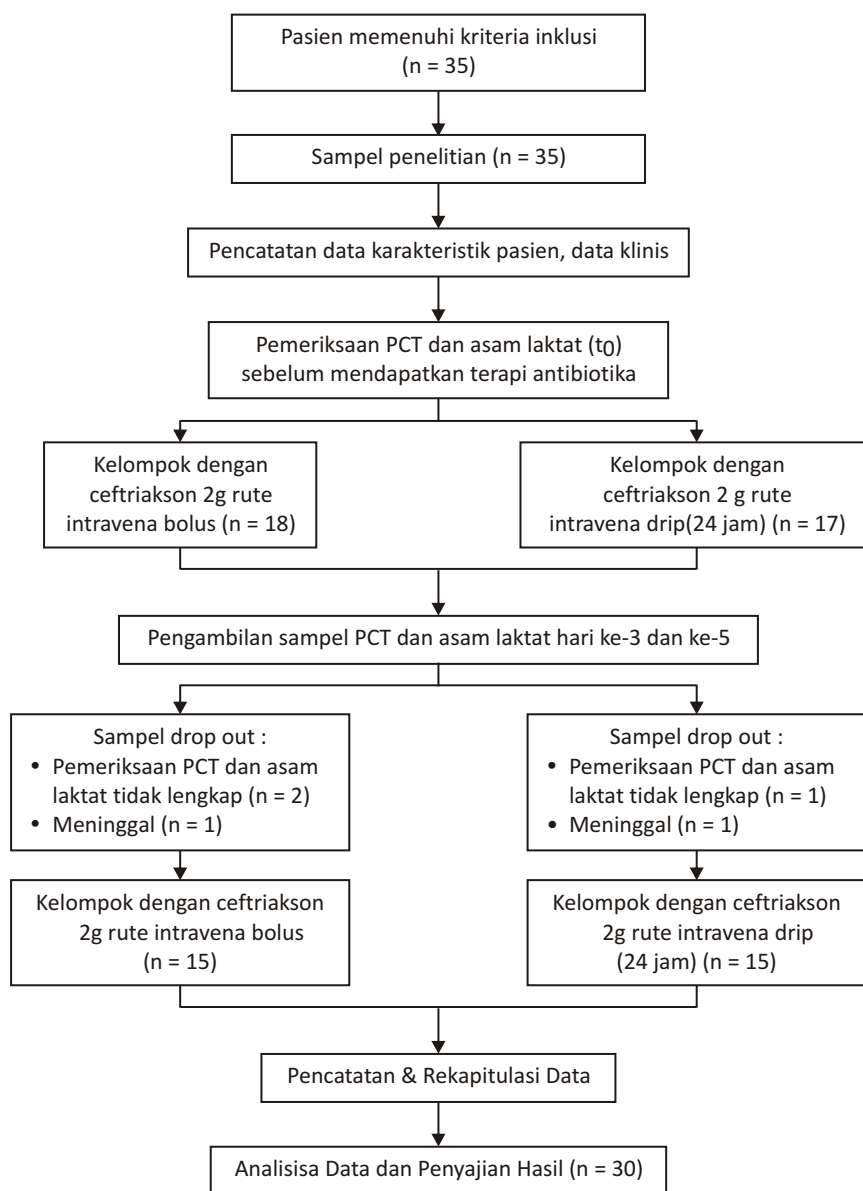 Pasien memenuhi kriteria inklusi
(n = 35)
Sampel penelitian (n = 35)
Pencatatan data karakteristik pasien, data klinis
Pemeriksaan PCT dan asam laktat (t0)
sebelum mendapatkan terapi antibiotika
Kelompok dengan
ceftriakson 2g rute
intravena bolus (n = 18)
Kelompok dengan
ceftriakson 2 g rute
intravena drip(24 jam) (n = 17)
Pengambilan sampel PCT dan asam laktat hari ke-3 dan ke-5
Sampel drop out :
• Pemeriksaan PCT dan asam
laktat tidak lengkap (n = 2)
• Meninggal (n = 1)
Sampel drop out :
• Pemeriksaan PCT dan asam
laktat tidak lengkap (n = 1)
• Meninggal (n = 1)
Kelompok dengan ceftriakson
2g rute intravena bolus
(n = 15)
Kelompok dengan ceftriakson
2g rute intravena drip
(24 jam) (n = 15)
Pencatatan & Rekapitulasi Data
Analisisa Data dan Penyajian Hasil (n = 30)